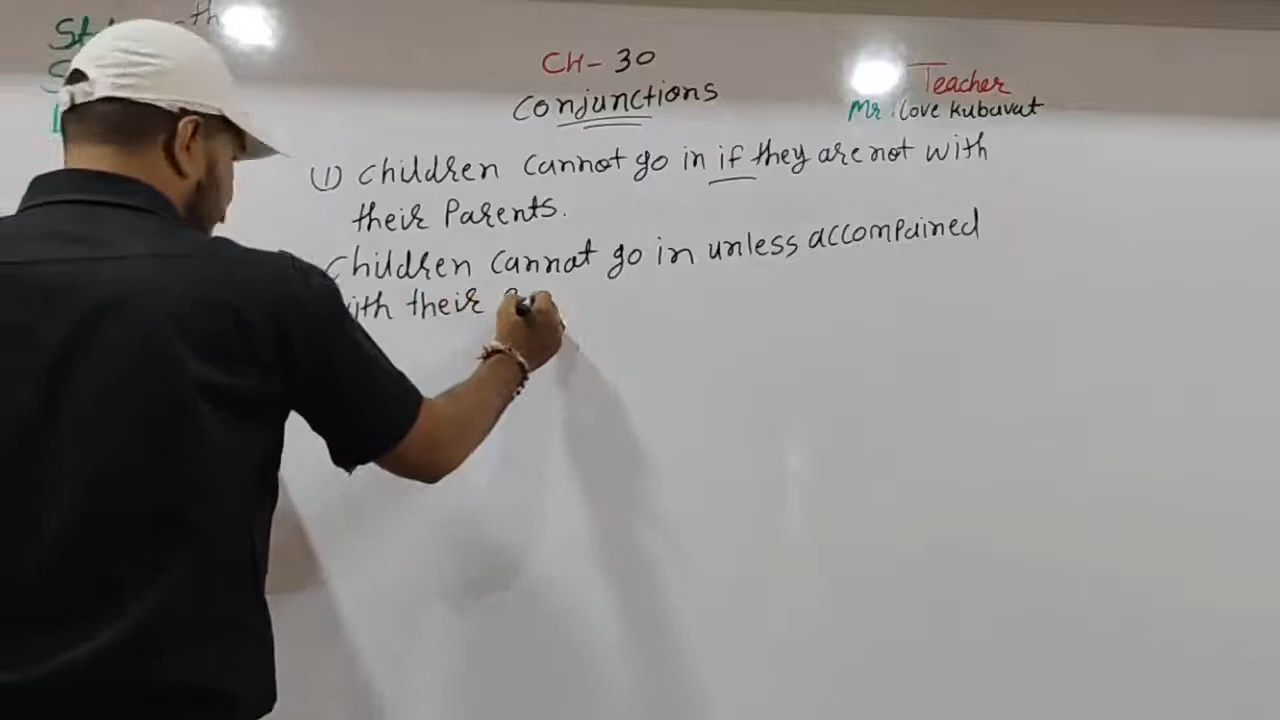 CH-30
Conjunctions
Teacher
Mr. Love Kubavat
(1) Children cannot go in if they are not with
their Parents.
Children cannot go in unless accompained
with their